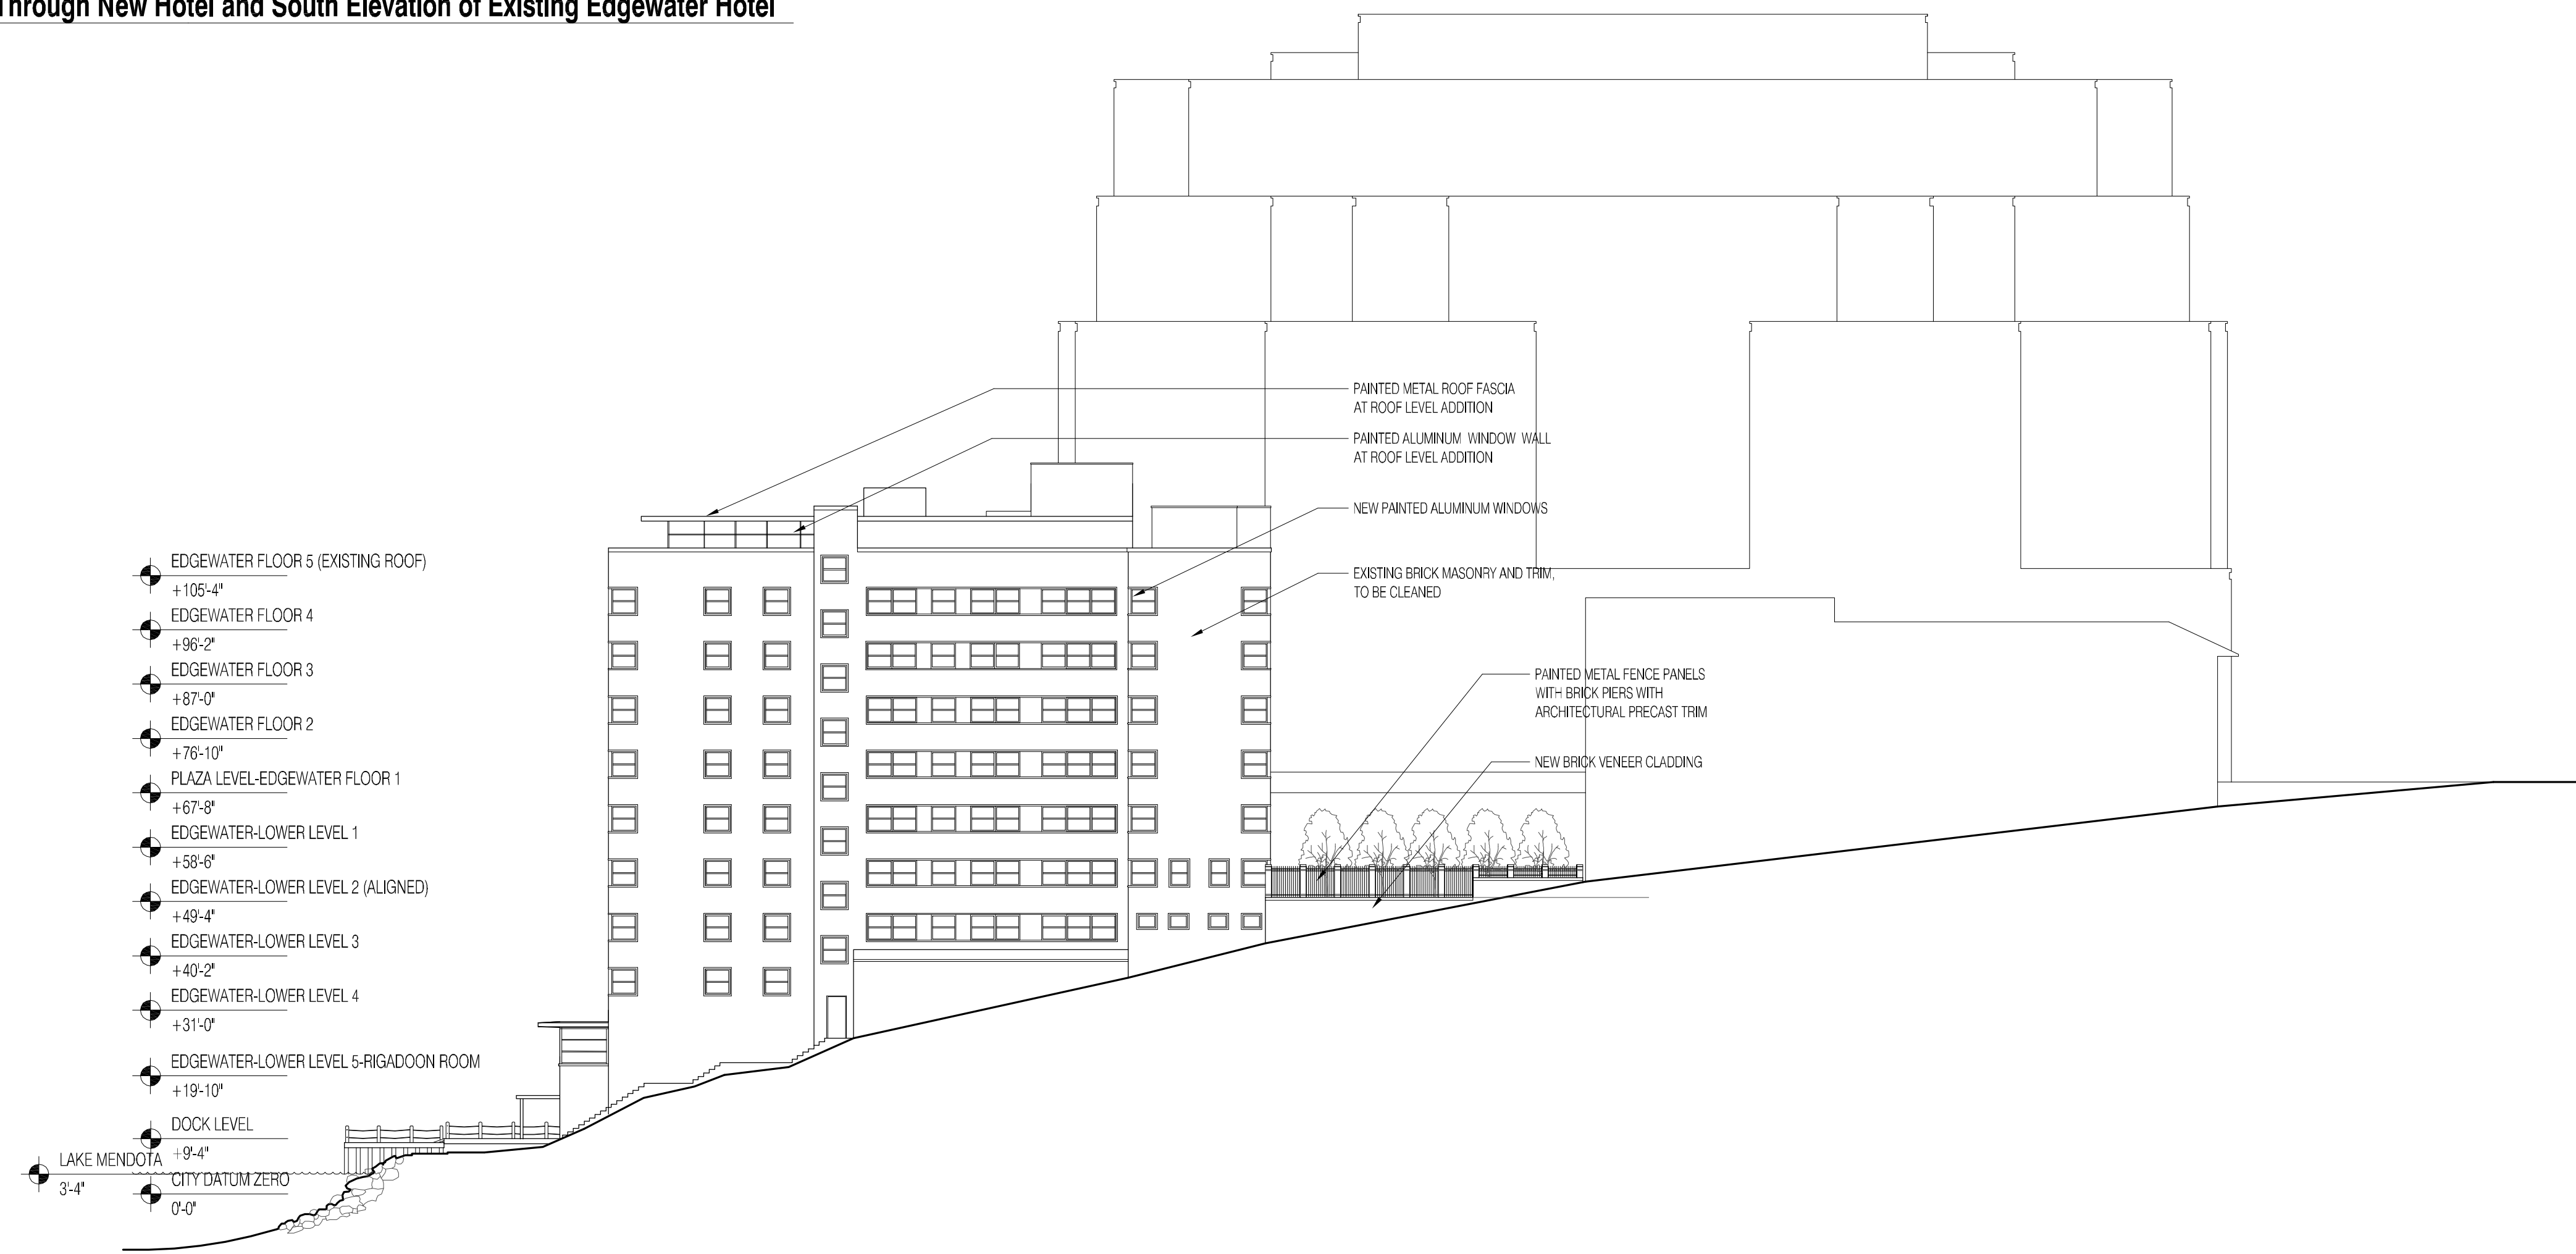 Through New Hotel and South Elevation of Existing Edgewater Hotel
PAINTED METAL ROOF FASCIA
AT ROOF LEVEL ADDITION
PAINTED ALUMINUM WINDOW WALL
AT ROOF LEVEL ADDITION
NEW PAINTED ALUMINUM WINDOWS
EXISTING BRICK MASONRY AND TRIM,
TO BE CLEANED
PAINTED METAL FENCE PANELS
WITH BRICK PIERS WITH
ARCHITECTURAL PRECAST TRIM
NEW BRICK VENEER CLADDING
EDGEWATER FLOOR 5 (EXISTING ROOF)
+105'-4"
EDGEWATER FLOOR 4
+96'-2"
EDGEWATER FLOOR 3
+87'-0"
EDGEWATER FLOOR 2
+76'-10"
PLAZA LEVEL-EDGEWATER FLOOR 1
+67'-8"
EDGEWATER-LOWER LEVEL 1
+58'-6"
EDGEWATER-LOWER LEVEL 2 (ALIGNED)
+49'-4"
EDGEWATER-LOWER LEVEL 3
+40'-2"
EDGEWATER-LOWER LEVEL 4
+31'-0"
EDGEWATER-LOWER LEVEL 5-RIGADOON ROOM
+19'-10"
DOCK LEVEL
+9'-4"
LAKE MENDOTA
3'-4"
CITY DATUM ZERO
0'-0"